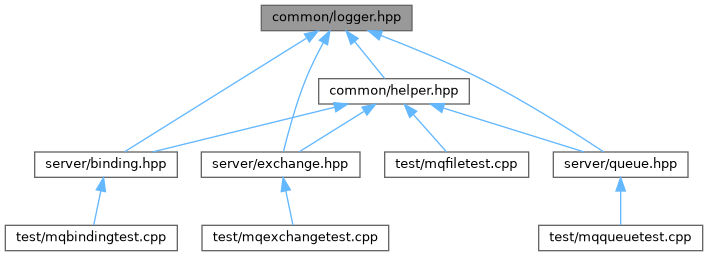 common/logger.hpp
common/helper.hpp
server/binding.hpp
server/exchange.hpp
test/mqfiletest.cpp
server/queue.hpp
test/mqbindingtest.cpp
test/mqexchangetest.cpp
test/mqqueuetest.cpp